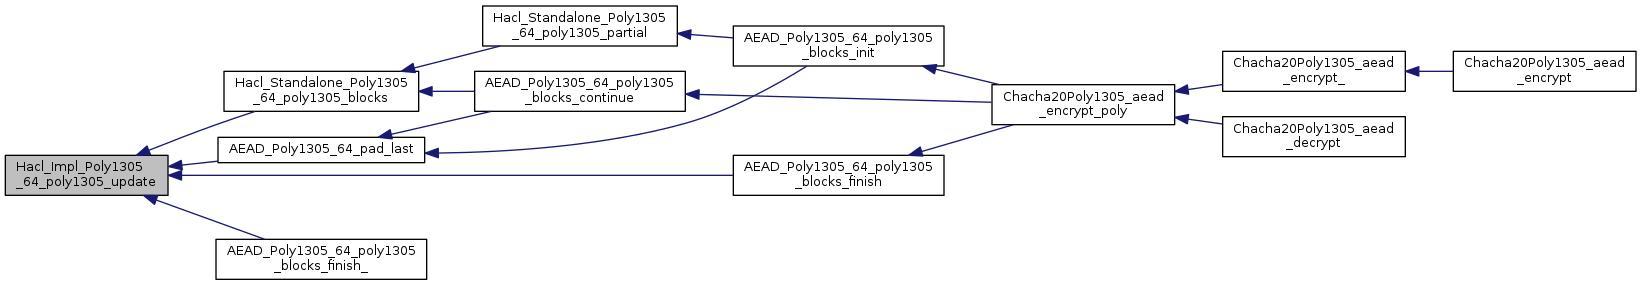 Hacl_Impl_Poly1305
_64_poly1305_update
Hacl_Standalone_Poly1305
_64_poly1305_blocks
AEAD_Poly1305_64_pad_last
AEAD_Poly1305_64_poly1305
_blocks_finish_
Hacl_Standalone_Poly1305
_64_poly1305_partial
AEAD_Poly1305_64_poly1305
_blocks_continue
AEAD_Poly1305_64_poly1305
_blocks_init
AEAD_Poly1305_64_poly1305
_blocks_finish
Chacha20Poly1305_aead
_encrypt_poly
Chacha20Poly1305_aead
_encrypt_
Chacha20Poly1305_aead
_decrypt
Chacha20Poly1305_aead
_encrypt